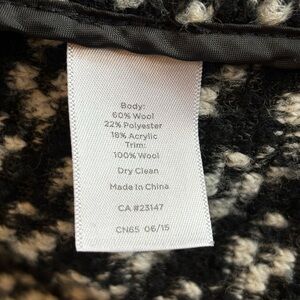 Body:
60% Wool
22% Polyester
18% Acrylic
Trim:
100% Wool
Dry Clean
Made in China
CA #23147
CN65 06/15